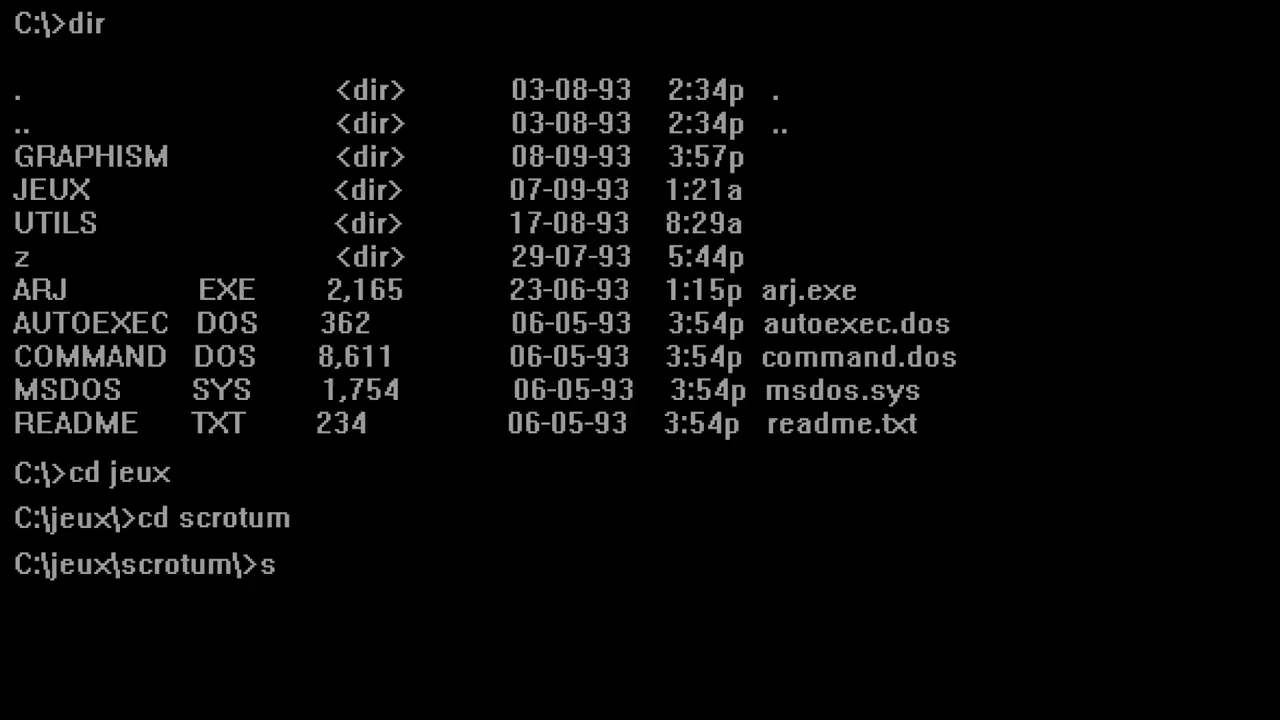 C:\>dir
. <dir> 03-08-93 2:34p .
.. <dir> 03-08-93 2:34p ..
GRAPHISM <dir> 08-09-93 3:57p
JEUX <dir> 07-09-93 1:21a
UTILS <dir> 17-08-93 8:29a
z <dir> 29-07-93 5:44p
ARJ EXE 2,165 23-06-93 1:15p arj.exe
AUTOEXEC DOS 362 06-05-93 3:54p autoexec.dos
COMMAND DOS 8,611 06-05-93 3:54p command.dos
MSDOS SYS 1,754 06-05-93 3:54p msdos.sys
README TXT 234 06-05-93 3:54p readme.txt
C:\>cd jeux
C:\jeux\>cd scrotum
C:\jeux\scrotum\>s